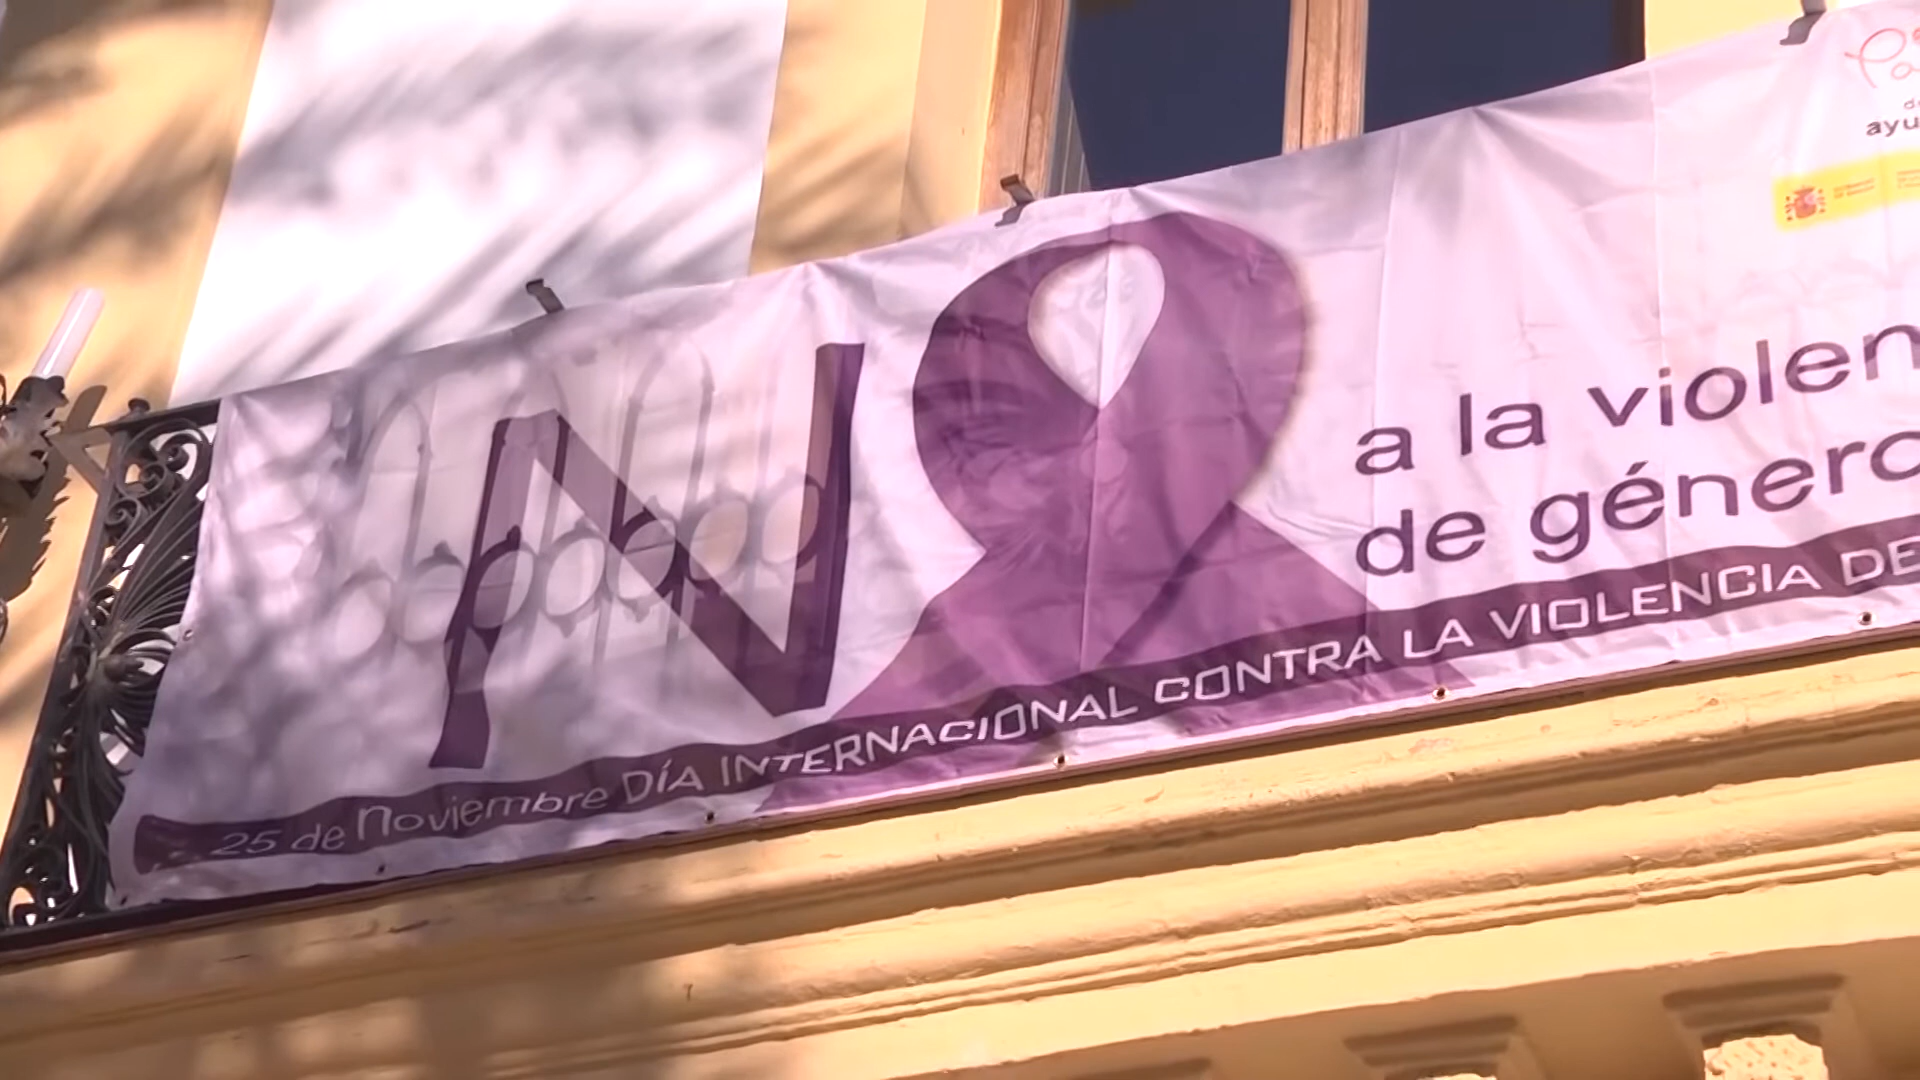 NO
a la violen
de género
25 de Noviembre DÍA INTERNACIONAL CONTRA LA VIOLENCIA DE
ayu